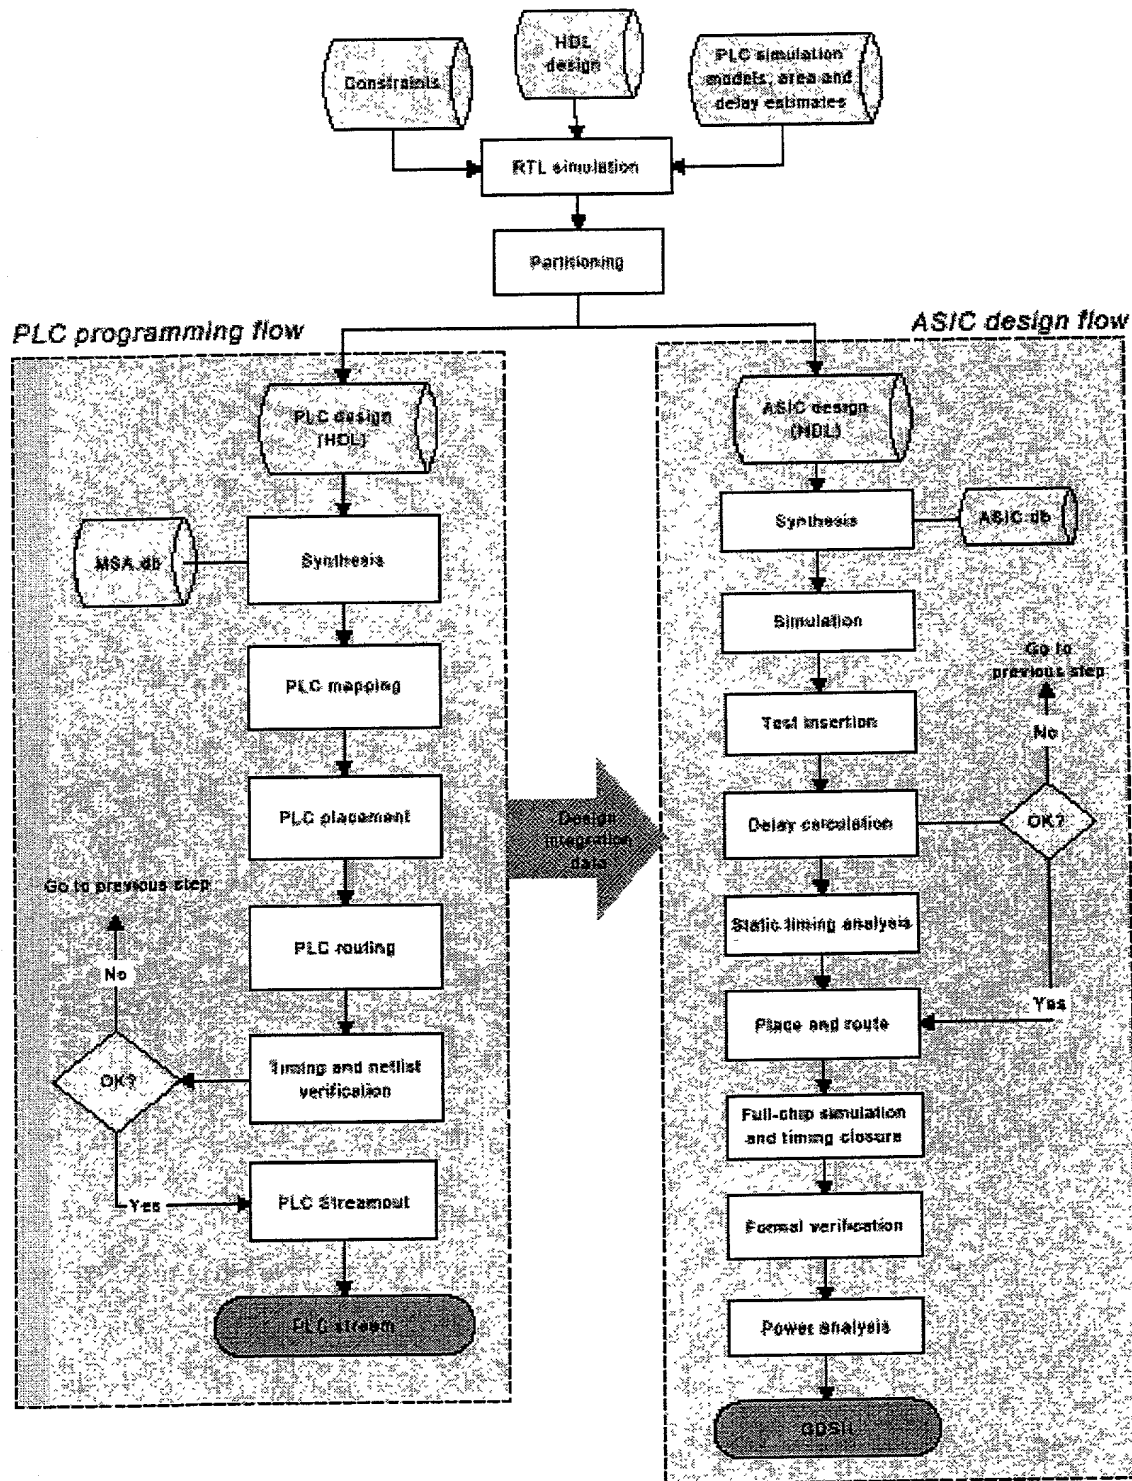 Constraints
HDL
design
PLC simulation
models, area and
delay estimates
RTL simulation
Partitioning
PLC programming flow
PLC design
(HDL)
MSA.db
Synthesis
PLC mapping
PLC placement
Go to previous step
PLC routing
No
OK?
Timing and netlist
verification
Yes
PLC Streamout
PLC stream
Design
integration
data
ASIC design flow
ASIC design
(HDL)
Synthesis
ASIC.db
Simulation
Go to
previous step
Test insertion
No
Delay calculation
OK?
Static timing analysis
Yes
Place and route
Full-chip simulation
and timing closure
Formal verification
Power analysis
GDSII